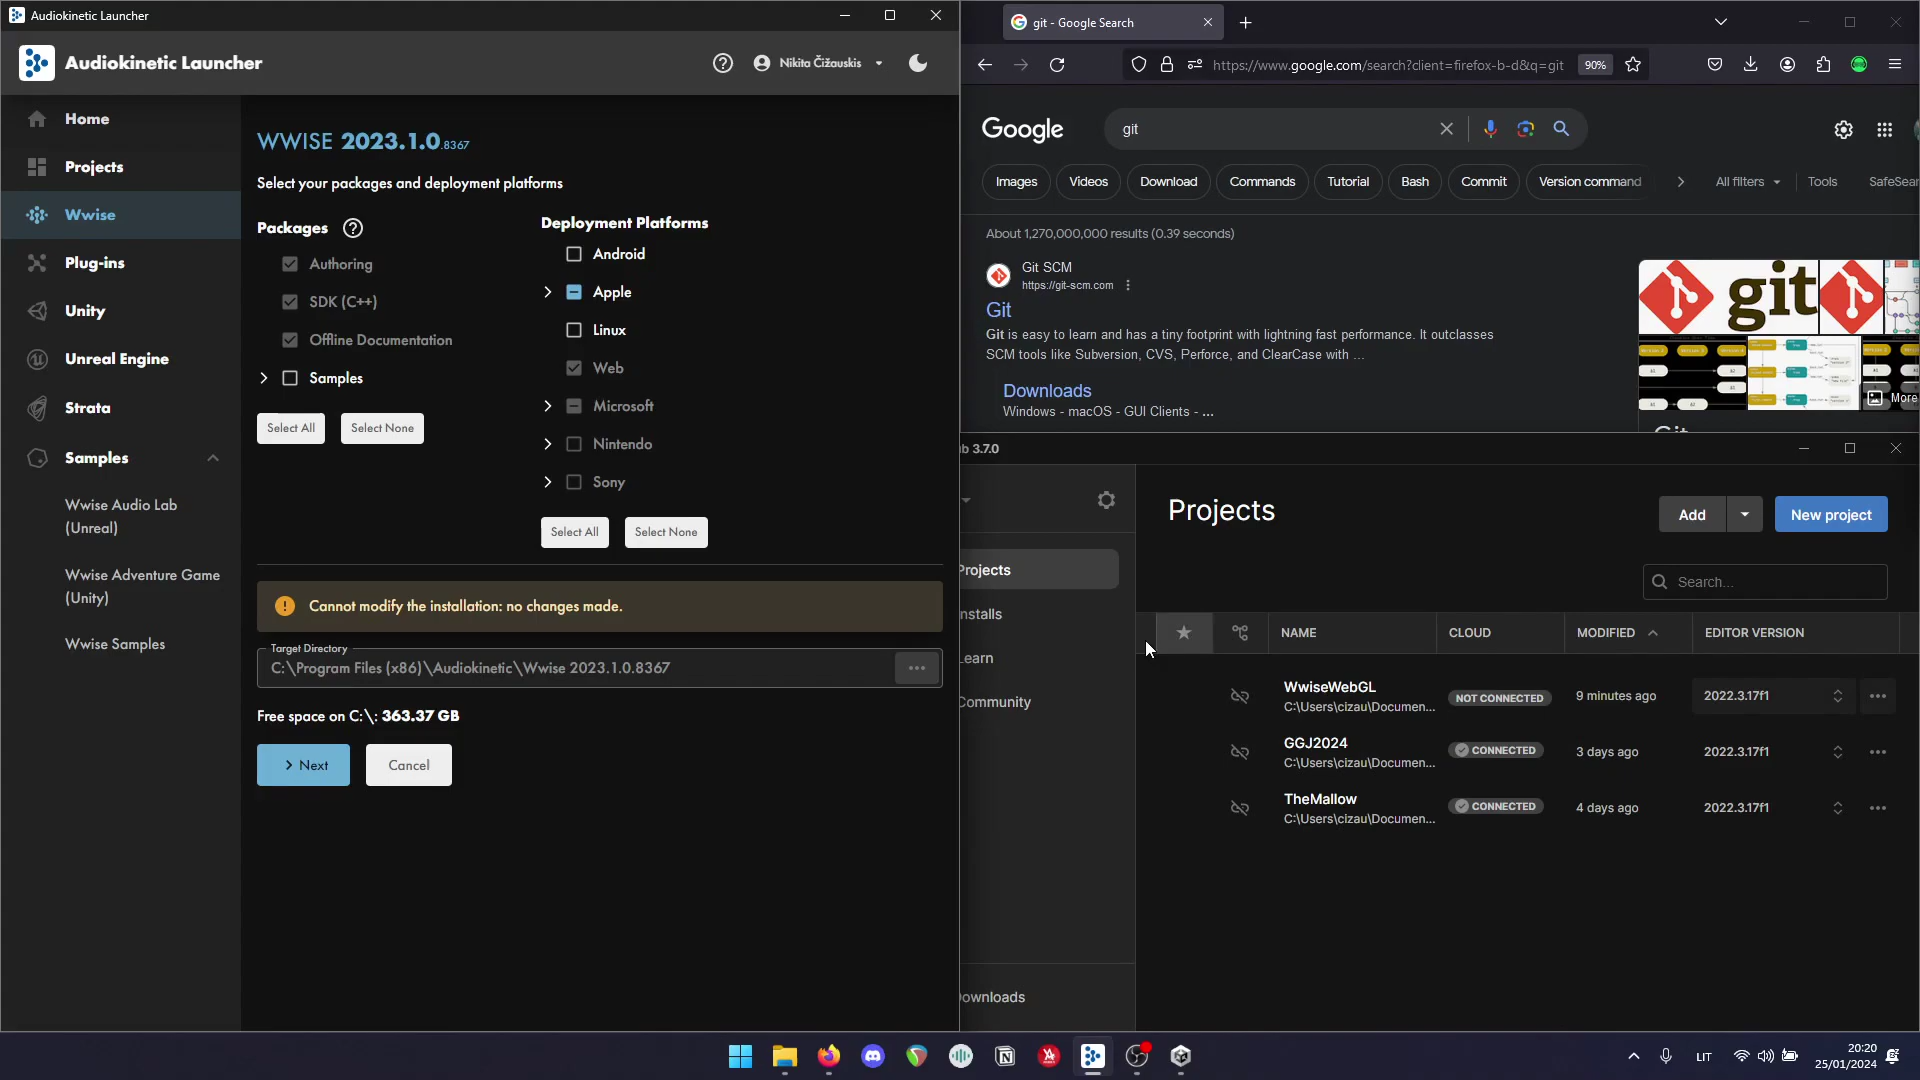 Audiokinetic Launcher
Audiokinetic Launcher
Nikita Čižauskis
Home
Projects
Wwise
Plug-ins
Unity
Unreal Engine
Strata
Samples
Wwise Audio Lab
(Unreal)
Wwise Adventure Game
(Unity)
Wwise Samples
WWISE 2023.1.0.8367
Select your packages and deployment platforms
Packages
Authoring
SDK (C++)
Offline Documentation
Samples
Select All
Select None
Deployment Platforms
Android
Apple
Linux
Web
Microsoft
Nintendo
Sony
Select All
Select None
Cannot modify the installation: no changes made.
Target Directory
C:\Program Files (x86)\Audiokinetic\Wwise 2023.1.0.8367
Free space on C:\: 363.37 GB
Next
Cancel
git - Google Search
https://www.google.com/search?client=firefox-b-d&q=git
90%
Google
git
Images
Videos
Download
Commands
Tutorial
Bash
Commit
Version command
All filters
Tools
SafeSear
About 1,270,000,000 results (0.39 seconds)
Git SCM
https://git-scm.com
Git
Git is easy to learn and has a tiny footprint with lightning fast performance. It outclasses
SCM tools like Subversion, CVS, Perforce, and ClearCase with ...
Downloads
Windows - macOS - GUI Clients - ...
git
More
Git
b 3.7.0
Projects
Installs
Learn
Community
Downloads
Projects
Add
New project
Search...
NAME
CLOUD
MODIFIED
EDITOR VERSION
WwiseWebGL
C:\Users\cizau\Documen...
NOT CONNECTED
9 minutes ago
2022.3.17f1
GGJ2024
C:\Users\cizau\Documen...
CONNECTED
3 days ago
2022.3.17f1
TheMallow
C:\Users\cizau\Documen...
CONNECTED
4 days ago
2022.3.17f1
LIT
20:20
25/01/2024